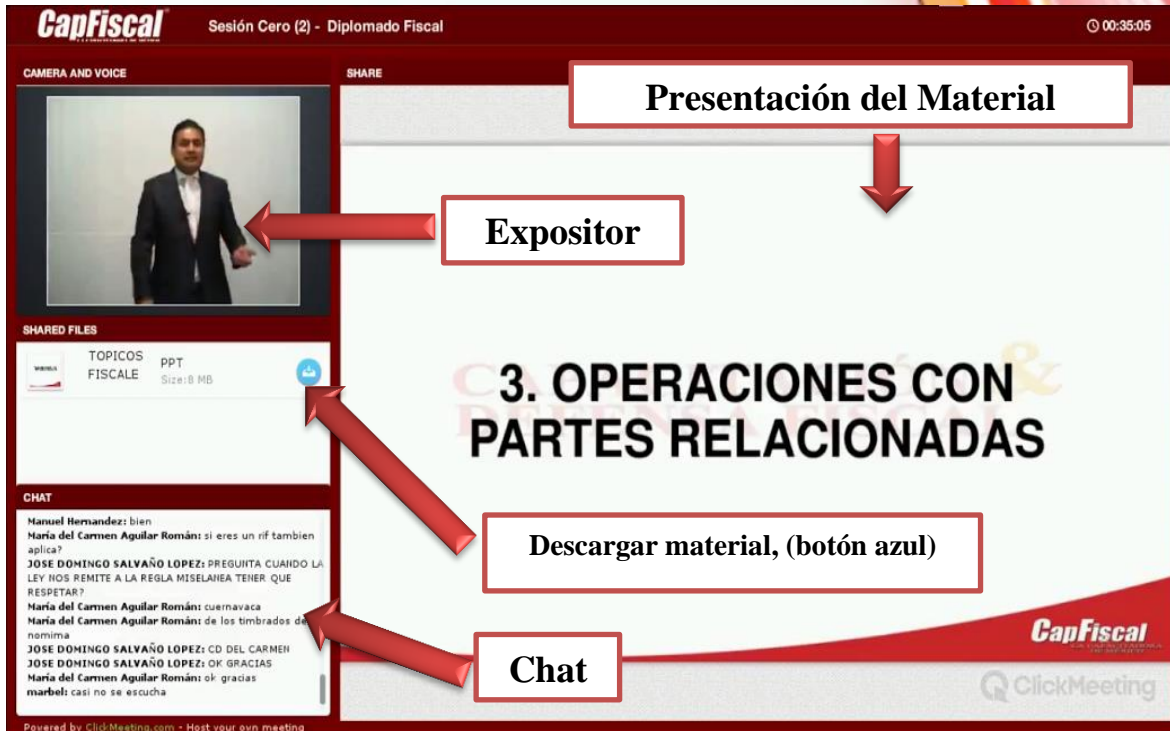 CapFiscal
Sesión Cero (2) - Diplomado Fiscal
00:35:05
CAMERA AND VOICE
SHARE
Presentación del Material
Expositor
SHARED FILES
TOPICOS
FISCALE
PPT
Size:8 MB
3. OPERACIONES CON
PARTES RELACIONADAS
Descargar material, (botón azul)
CHAT
Manuel Hernandez: bien
María del Carmen Aguilar Román: si eres un rif tambien
aplica?
JOSE DOMINGO SALVAÑO LOPEZ: PREGUNTA CUANDO LA
LEY NOS REMITE A LA REGLA MISELANEA TENER QUE
RESPETAR?
María del Carmen Aguilar Román: cuernavaca
María del Carmen Aguilar Román: de los timbrados de
nomima
JOSE DOMINGO SALVAÑO LOPEZ: CD DEL CARMEN
JOSE DOMINGO SALVAÑO LOPEZ: OK GRACIAS
María del Carmen Aguilar Román: ok gracias
marbel: casi no se escucha
Chat
CapFiscal
ClickMeeting
Powered by ClickMeeting.com - Host your own meeting